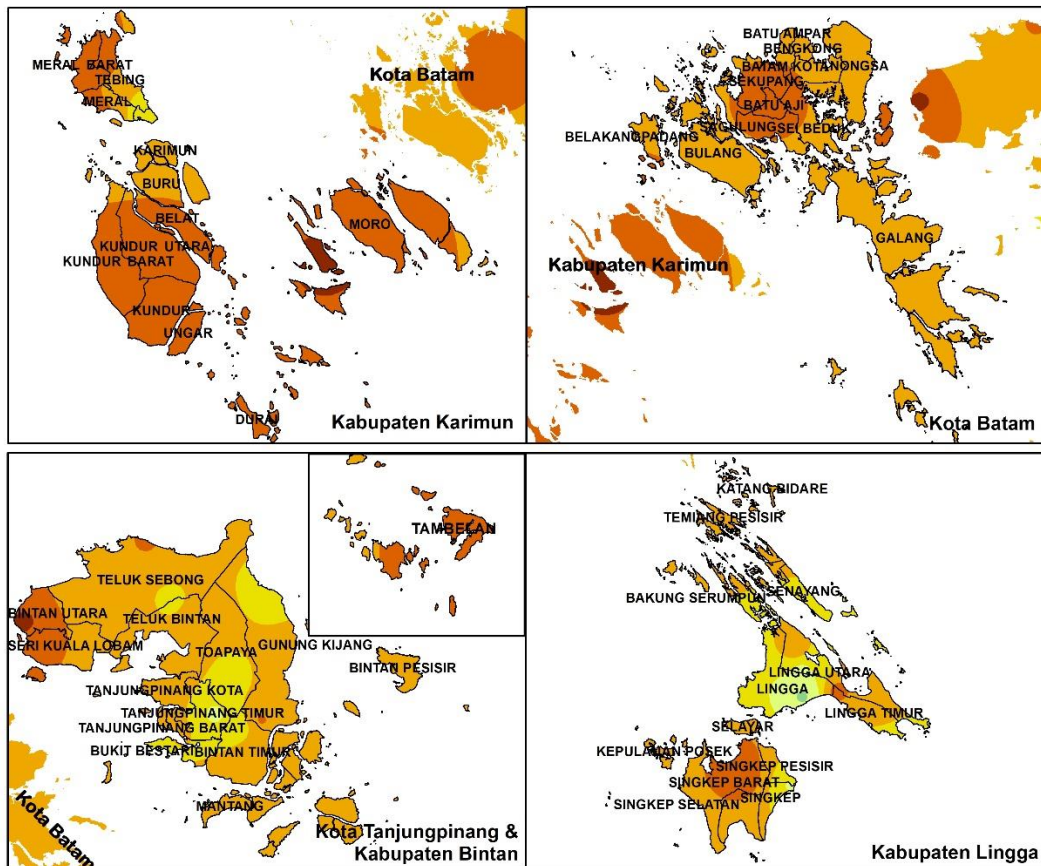 MERAL BARAT
TEBING
MERAL
KARIMUN
BURU
BELAT
KUNDUR UTARA
KUNDUR BARAT
KUNDUR
UNGAR
MORO
DURAI
Kota Batam
Kabupaten Karimun
BATU AMPAR
BENGKONG
BATAM KOTA
NONGSA
SEKUPANG
BATU AJI
SAGULUNG
SEI BEDUK
BELAKANGPADANG
BULANG
GALANG
Kabupaten Karimun
Kota Batam
TAMBELAN
TELUK SEBONG
BINTAN UTARA
TELUK BINTAN
SERI KUALA LOBAM
TOAPAYA
GUNUNG KIJANG
BINTAN PESISIR
TANJUNGPINANG KOTA
TANJUNGPINANG TIMUR
TANJUNGPINANG BARAT
BUKIT BESTARI
BINTAN TIMUR
MANTANG
Kota Batam
Kota Tanjungpinang &
Kabupaten Bintan
KATANG BIDARE
TEMIANG PESISIR
SENAYANG
BAKUNG SERUMPUN
LINGGA UTARA
LINGGA
LINGGA TIMUR
SELAYAR
KEPULAUAN POSEK
SINGKEP PESISIR
SINGKEP BARAT
SINGKEP
SINGKEP SELATAN
Kabupaten Lingga